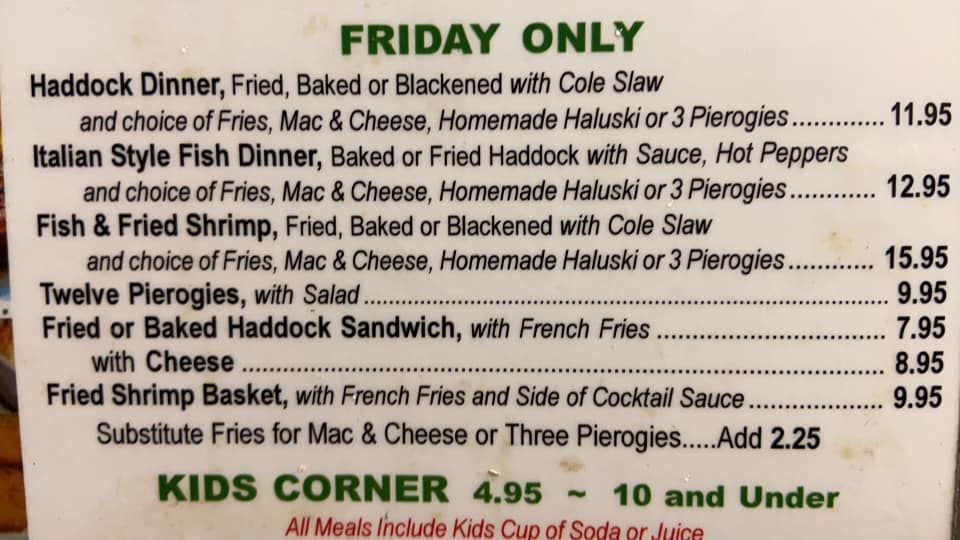 FRIDAY ONLY
Haddock Dinner, Fried, Baked or Blackened with Cole Slaw
and choice of Fries, Mac & Cheese, Homemade Haluski or 3 Pierogies............. 11.95
Italian Style Fish Dinner, Baked or Fried Haddock with Sauce, Hot Peppers
and choice of Fries, Mac & Cheese, Homemade Haluski or 3 Pierogies............ 12.95
Fish & Fried Shrimp, Fried, Baked or Blackened with Cole Slaw
and choice of Fries, Mac & Cheese, Homemade Haluski or 3 Pierogies............ 15.95
Twelve Pierogies, with Salad ........................................................................... 9.95
Fried or Baked Haddock Sandwich, with French Fries ................................. 7.95
with Cheese ............................................................................................. 8.95
Fried Shrimp Basket, with French Fries and Side of Cocktail Sauce ................... 9.95
Substitute Fries for Mac & Cheese or Three Pierogies.....Add 2.25
KIDS CORNER 4.95 ~ 10 and Under
All Meals Include Kids Cup of Soda or Juice